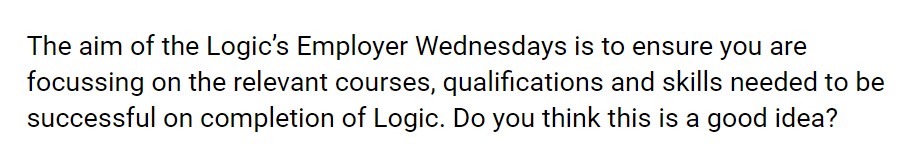 The aim of the Logic’s Employer Wednesdays is to ensure you are
focussing on the relevant courses, qualifications and skills needed to be
successful on completion of Logic. Do you think this is a good idea?